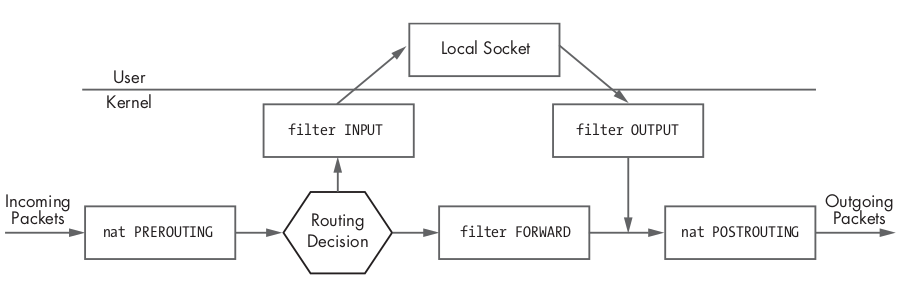 Local Socket
User
Kernel
filter INPUT
filter OUTPUT
Incoming
Packets
nat PREROUTING
Routing
Decision
filter FORWARD
nat POSTROUTING
Outgoing
Packets